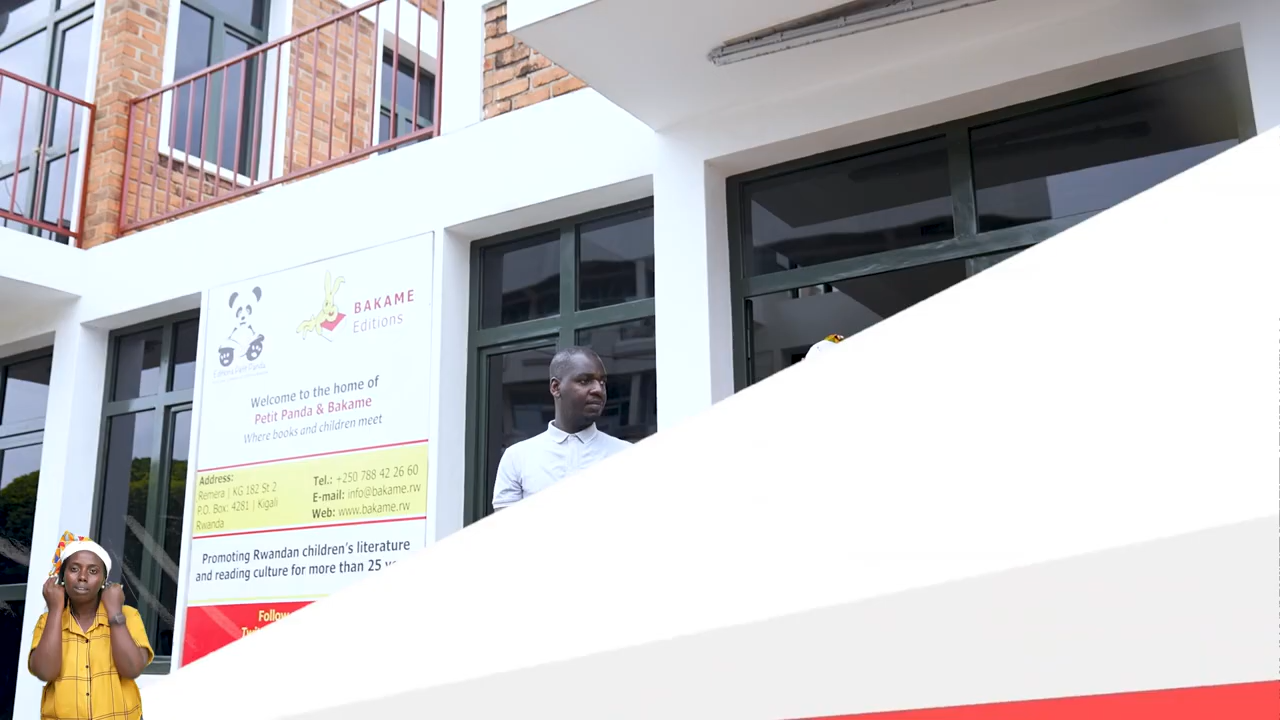 BAKAME
Editions
Welcome to the home of
Petit Panda & Bakame
Where books and children meet
Address:
Remera | KG 182 St 2
P.O. Box: 4281 | Kigali
Rwanda
Tel.: +250 788 42 26 60
E-mail: info@bakame.rw
Web: www.bakame.rw
Promoting Rwandan children's literature
and reading culture for more than 25
Follow